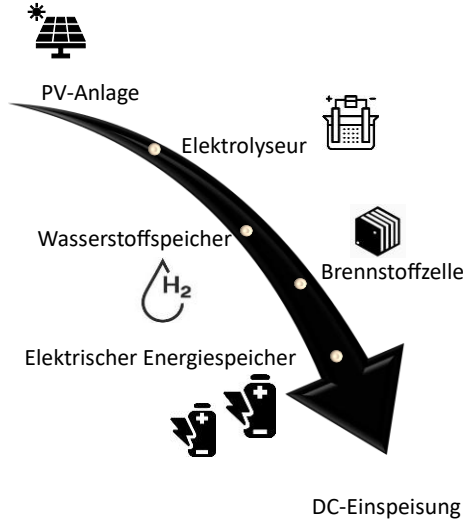 PV-Anlage
Elektrolyseur
Wasserstoffspeicher
H2
Brennstoffzelle
Elektrischer Energiespeicher
DC-Einspeisung